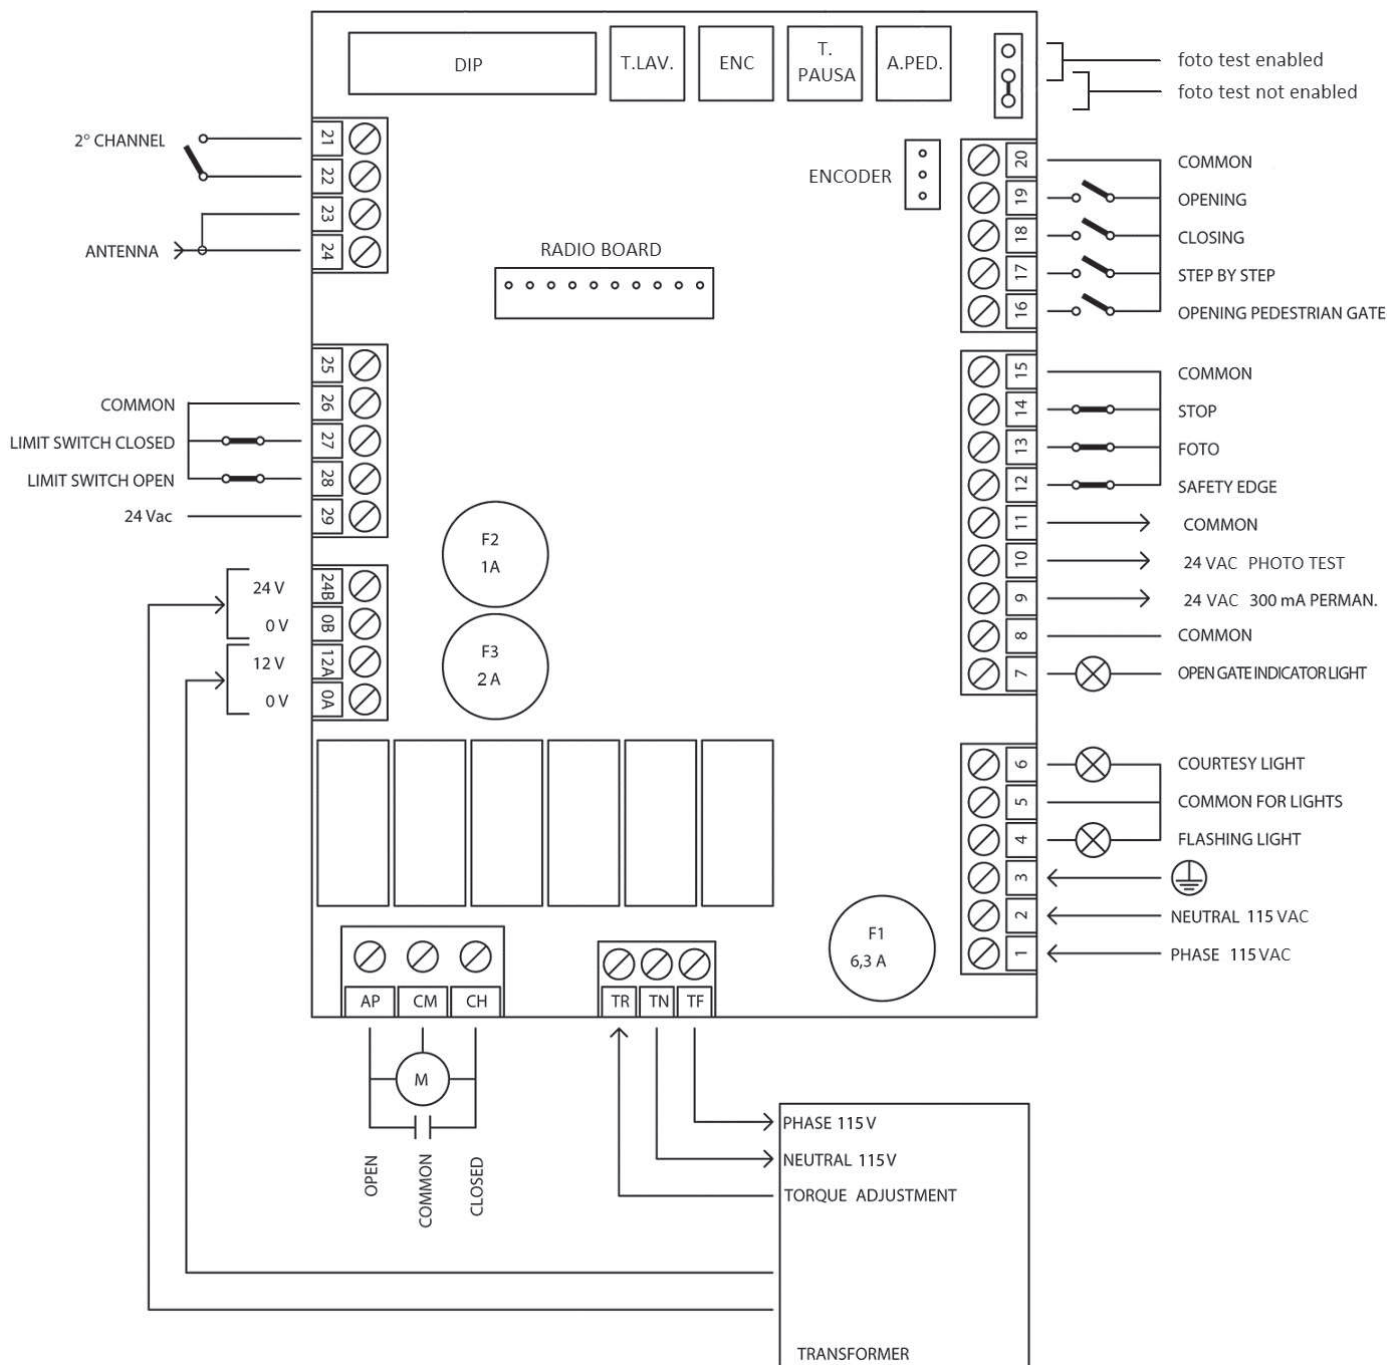 DIP
T.LAV.
ENC
T.
PAUSA
A.PED.
foto test enabled
foto test not enabled
2° CHANNEL
ANTENNA
21
22
23
24
ENCODER
RADIO BOARD
20
19
18
17
16
COMMON
OPENING
CLOSING
STEP BY STEP
OPENING PEDESTRIAN GATE
COMMON
LIMIT SWITCH CLOSED
LIMIT SWITCH OPEN
24 Vac
25
26
27
28
29
15
14
13
12
11
10
9
8
7
COMMON
STOP
FOTO
SAFETY EDGE
COMMON
24 VAC PHOTO TEST
24 VAC 300 mA PERMAN.
COMMON
OPEN GATE INDICATOR LIGHT
F2
1A
F3
2 A
24 V
0 V
12 V
0 V
24B
0B
12A
0A
6
5
4
3
2
1
COURTESY LIGHT
COMMON FOR LIGHTS
FLASHING LIGHT
NEUTRAL 115 VAC
PHASE 115 VAC
F1
6,3 A
AP
CM
CH
TR
TN
TF
M
OPEN
COMMON
CLOSED
PHASE 115 V
NEUTRAL 115 V
TORQUE ADJUSTMENT
TRANSFORMER